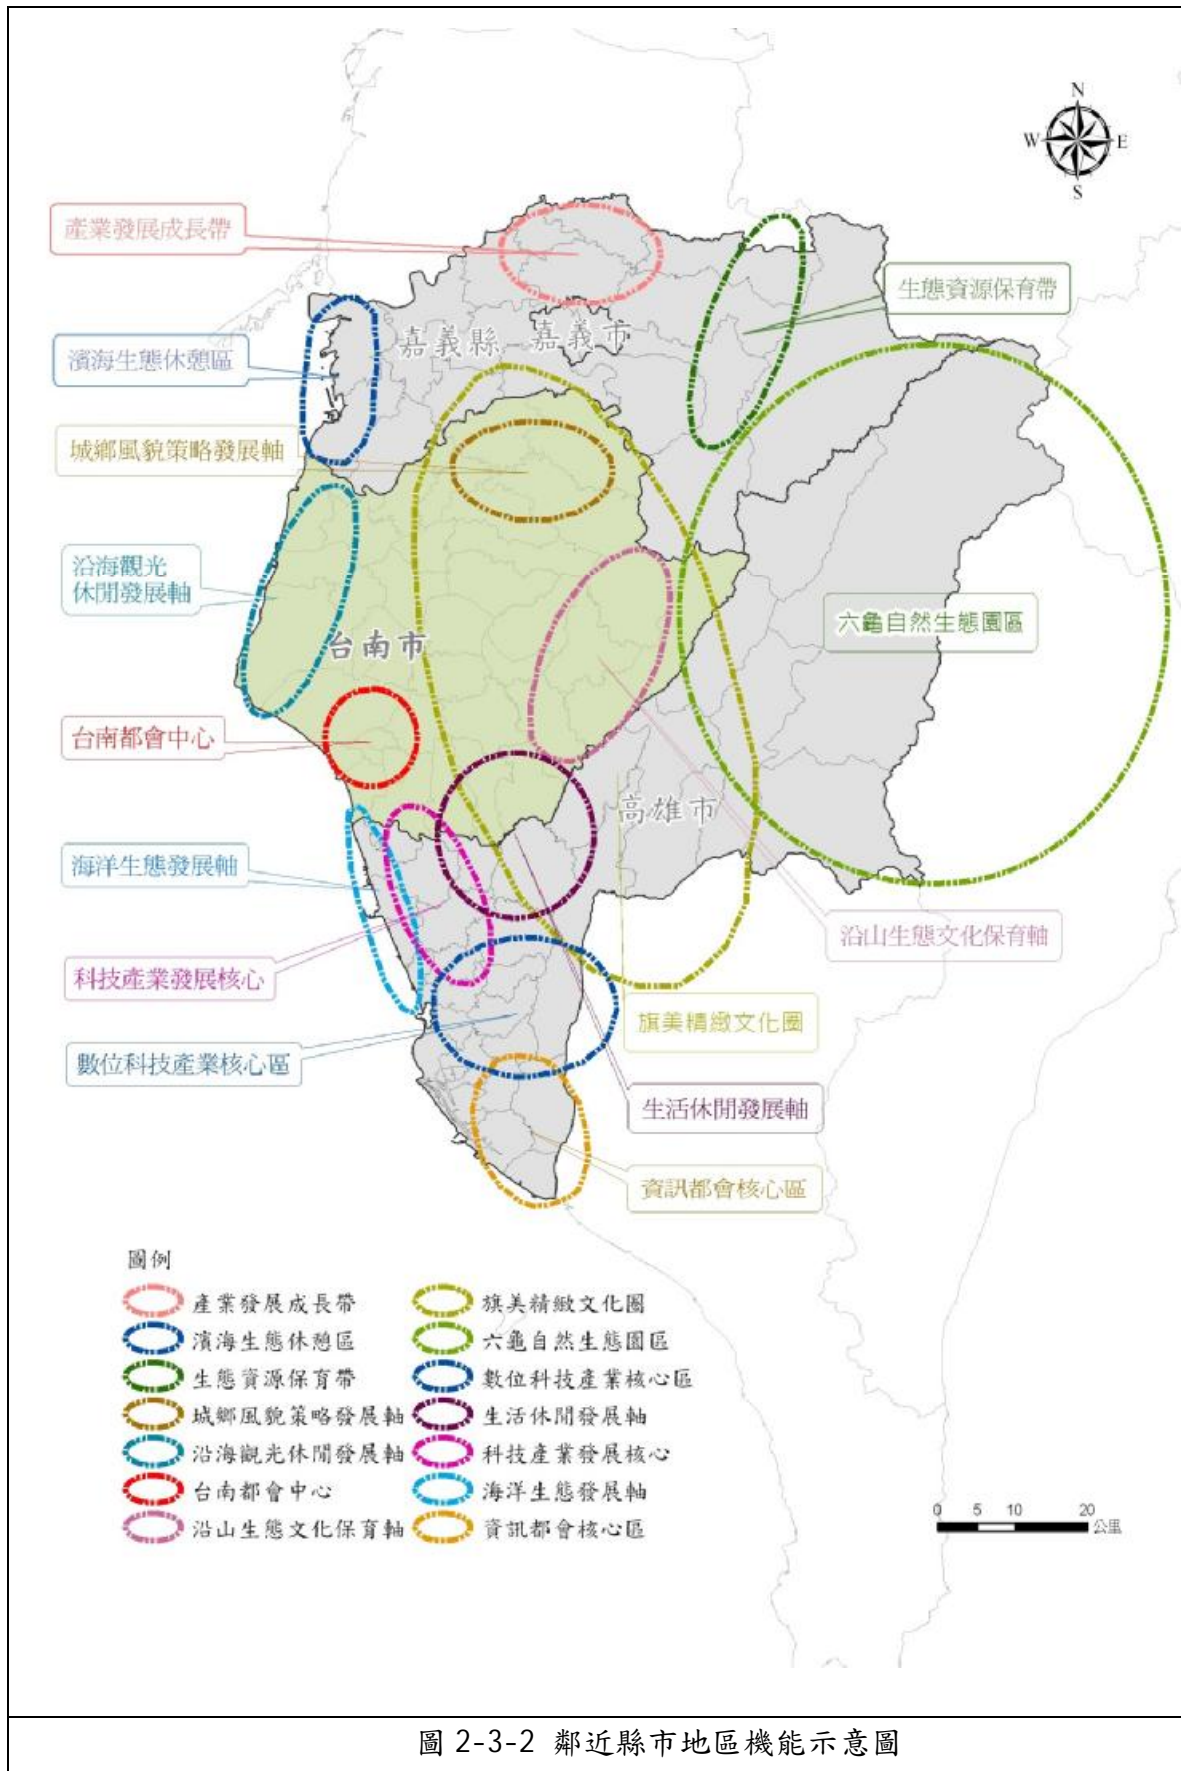 N
W
E
S
產業發展成長帶
生態資源保育帶
嘉義縣
嘉義市
濱海生態休憩區
城鄉風貌策略發展軸
沿海觀光
休閒發展軸
六龜自然生態園區
台南市
台南都會中心
高雄市
海洋生態發展軸
沿山生態文化保育軸
科技產業發展核心
旗美精緻文化圈
數位科技產業核心區
生活休閒發展軸
資訊都會核心區
圖例
產業發展成長帶
旗美精緻文化圈
濱海生態休憩區
六龜自然生態園區
生態資源保育帶
數位科技產業核心區
城鄉風貌策略發展軸
生活休閒發展軸
沿海觀光休閒發展軸
科技產業發展核心
台南都會中心
海洋生態發展軸
沿山生態文化保育軸
資訊都會核心區
0 5 10 20
公里
圖 2-3-2 鄰近縣市地區機能示意圖